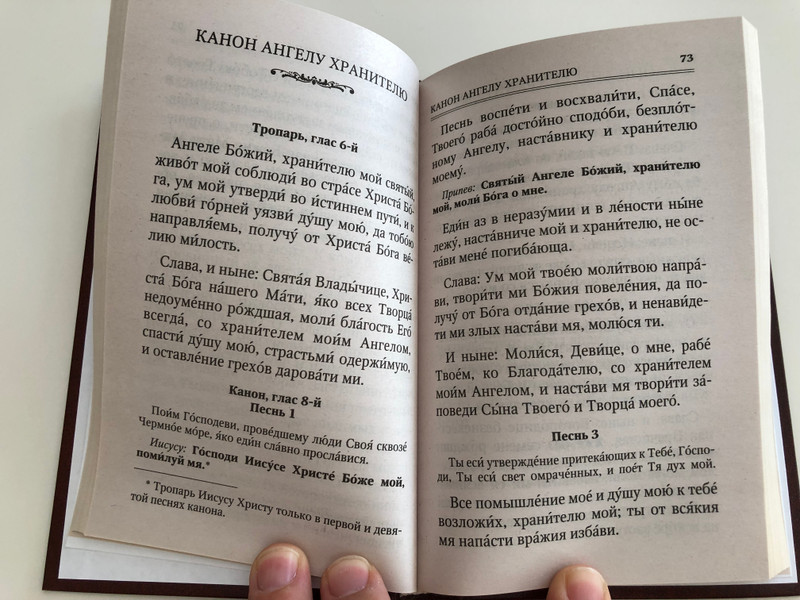 КАНОН АНГЕЛУ ХРАНИТЕЛЮ
Тропарь, глас 6-й
Ангеле Бо́жий, храни́телю мой святы́й,
живо́т мой соблюди́ во стра́се Христа́ Бо́-
га, ум мой утверди́ во и́стиннем пути́, и к
любви́ го́рней уязви́ ду́шу мою́, да тобо́ю
направля́емь, получу́ от Христа́ Бо́га ве́-
лию ми́лость.
Слава, и ныне: Свята́я Влады́чице, Хри-
ста́ Бо́га на́шего Ма́ти, я́ко всех Творца́
недоуме́нно ро́ждшая, моли́ бла́гость Его́
всегда́, со храни́телем мои́м Ангелом,
спасти́ ду́шу мою́, страстьми́ одержи́мую,
и оставле́ние грехо́в дарова́ти ми.
Канон, глас 8-й
Песнь 1
Пои́м Го́сподеви, прове́дшему лю́ди Своя́ сквозе́
Чермно́е мо́ре, я́ко еди́н сла́вно просла́вися.
Иисусу: Го́споди Иису́се Христе́ Бо́же мой,
поми́луй мя.*
* Тропарь Иисусу Христу только в первой и девя-
той песнях канона.
КАНОН АНГЕЛУ ХРАНИТЕЛЮ
73
Песнь воспе́ти и восхвали́ти, Спа́се,
Твоего́ раба́ досто́йно сподо́би, безпло́т-
ному Ангелу, наста́внику и храни́телю
моему́.
Припев: Святы́й Ангеле Бо́жий, храни́телю
мой, моли́ Бо́га о мне.
Еди́н аз в неразу́мии и в ле́ности ны́не
лежу́, наста́вниче мой и храни́телю, не ос-
та́ви мене́ погиба́юща.
Слава: Ум мой твое́ю моли́твою напра́-
ви, твори́ти ми Бо́жия повеле́ния, да по-
лучу́ от Бо́га отда́ние грехо́в, и ненави́де-
ти ми злых наста́ви мя, молю́ся ти.
И ныне: Моли́ся, Деви́це, о мне, рабе́
Твое́м, ко Благода́телю, со храни́телем
мои́м Ангелом, и наста́ви мя твори́ти за́-
поведи Сы́на Твоего́ и Творца́ моего́.
Песнь 3
Ты еси́ утвержде́ние притека́ющих к Тебе́, Го́спо-
ди, Ты еси́ свет омраче́нных, и пое́т Тя дух мой.
Все помышле́ние мое́ и ду́шу мою́ к тебе́
возложи́х, храни́телю мой; ты от вся́кия
мя напа́сти вра́жия изба́ви.